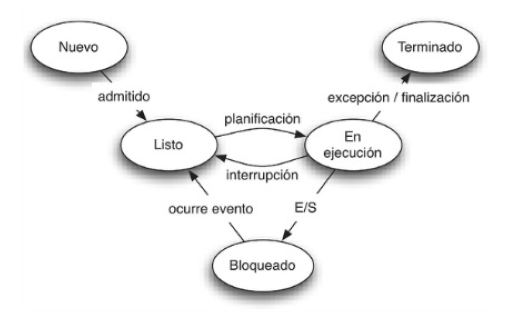 Nuevo
Terminado
admitido
excepción / finalización
planificación
Listo
En
ejecución
interrupción
ocurre evento
E/S
Bloqueado